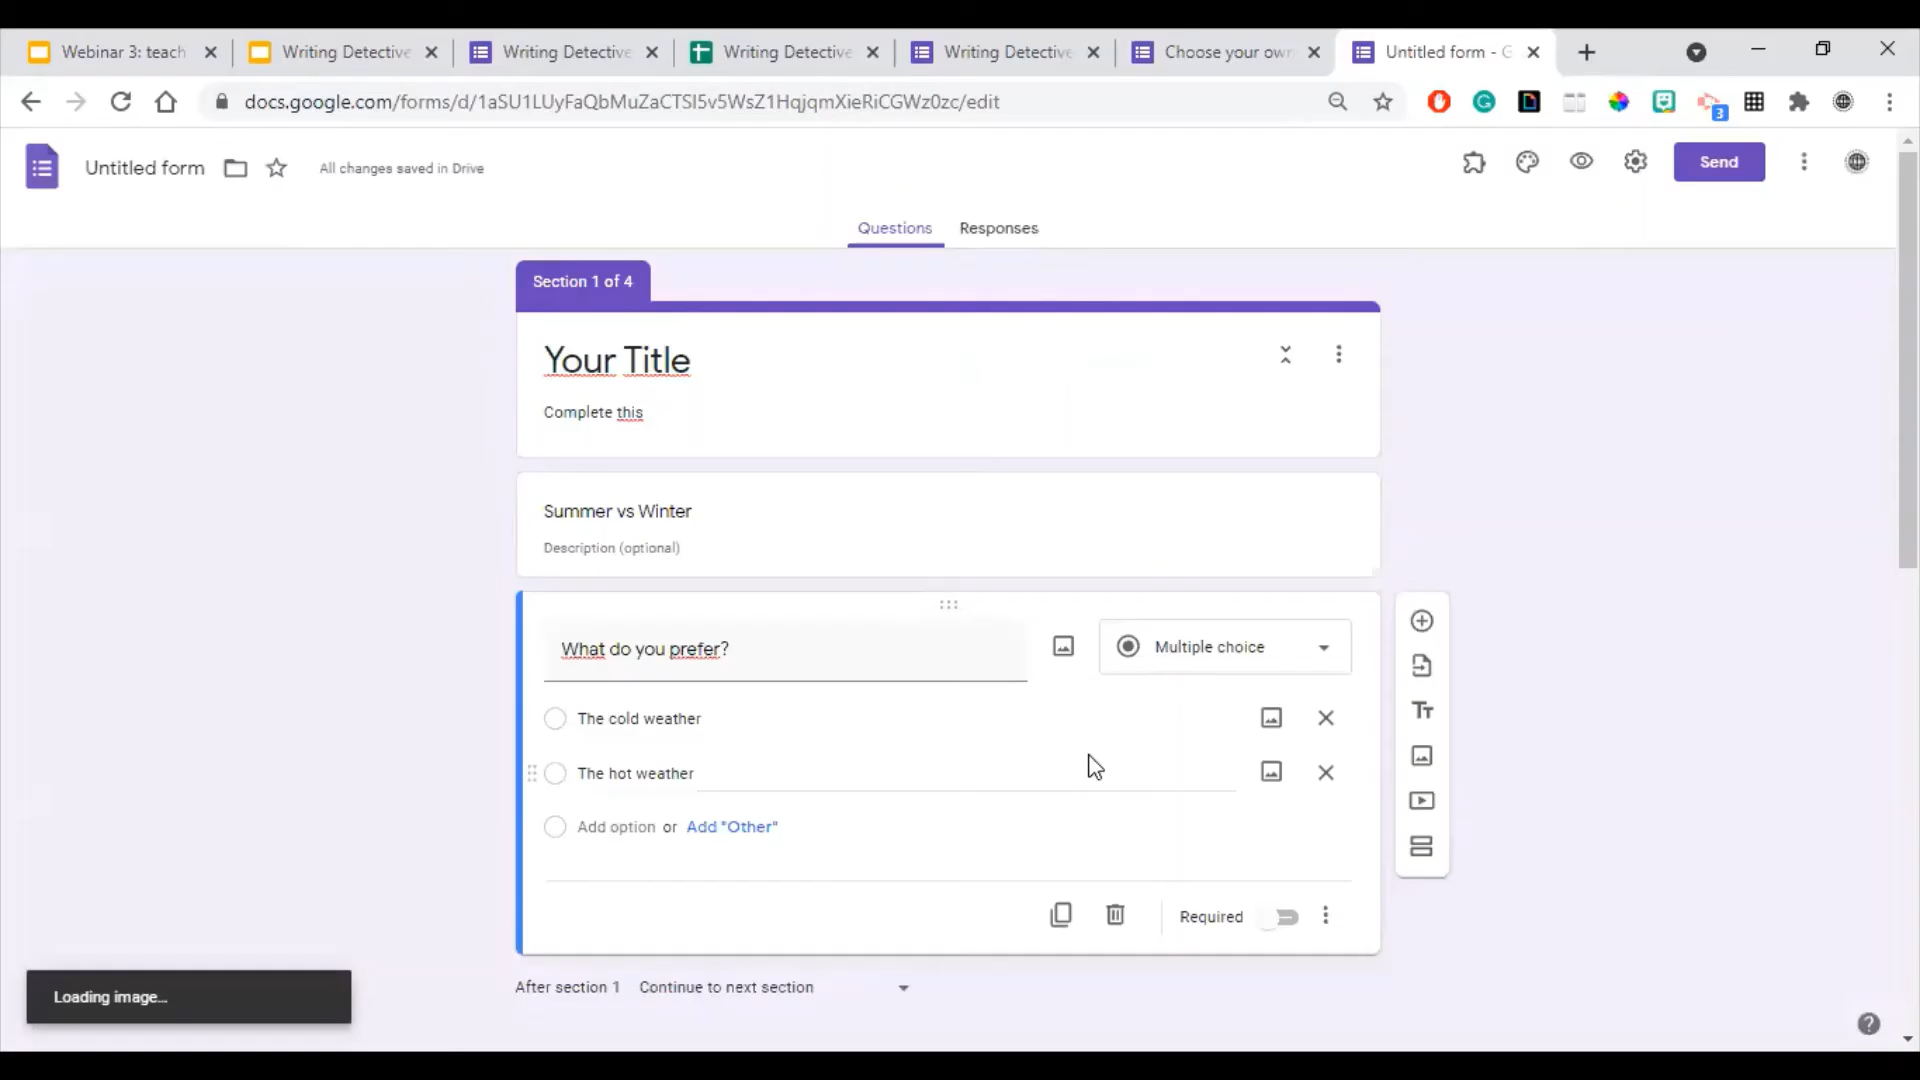 Webinar 3: teach
Writing Detective
Writing Detective
Writing Detective
Writing Detective
Choose your own
Untitled form - G
docs.google.com/forms/d/1aSU1LUyFaQbMuZaCTSI5v5WsZ1HqjqmXieRiCGWz0zc/edit
3
Untitled form
All changes saved in Drive
Send
Questions
Responses
Section 1 of 4
Your Title
Complete this
Summer vs Winter
Description (optional)
What do you prefer?
Multiple choice
The cold weather
The hot weather
Add option or Add "Other"
Required
After section 1 Continue to next section
Loading image...